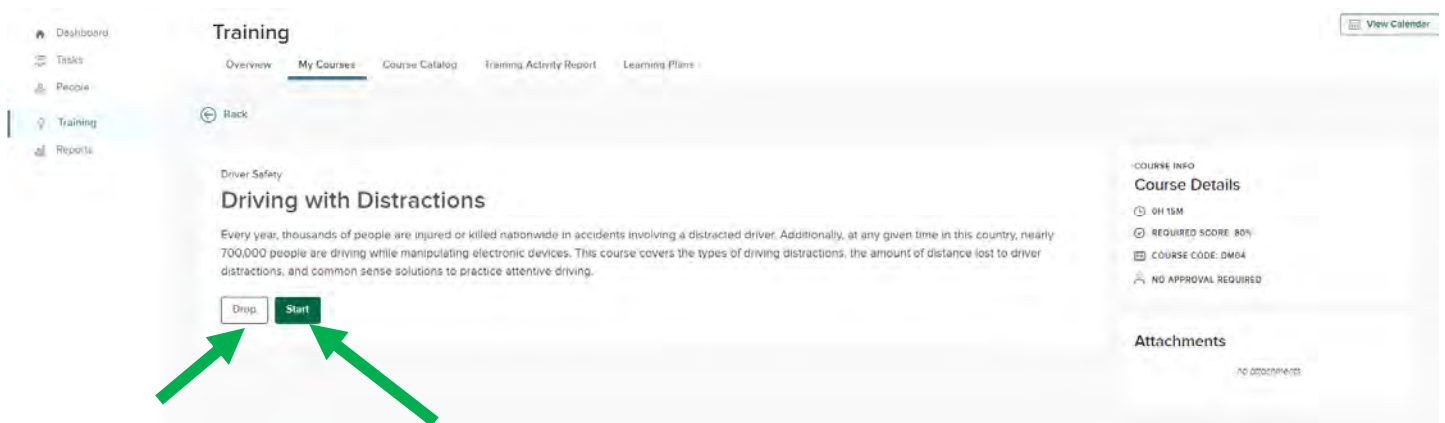 Dashboard
Tasks
People
Training
Reports
Training
View Calendar
Overview My Courses Course Catalog Training Activity Report Learning Plans
Back
Driver Safety
Driving with Distractions
Every year, thousands of people are injured or killed nationwide in accidents involving a distracted driver. Additionally, at any given time in this country, nearly
700,000 people are driving while manipulating electronic devices. This course covers the types of driving distractions, the amount of distance lost to driver
distractions, and common sense solutions to practice attentive driving.
Drop Start
COURSE INFO
Course Details
0H 15M
REQUIRED SCORE: 80%
COURSE CODE: DM04
NO APPROVAL REQUIRED
Attachments
no attachments